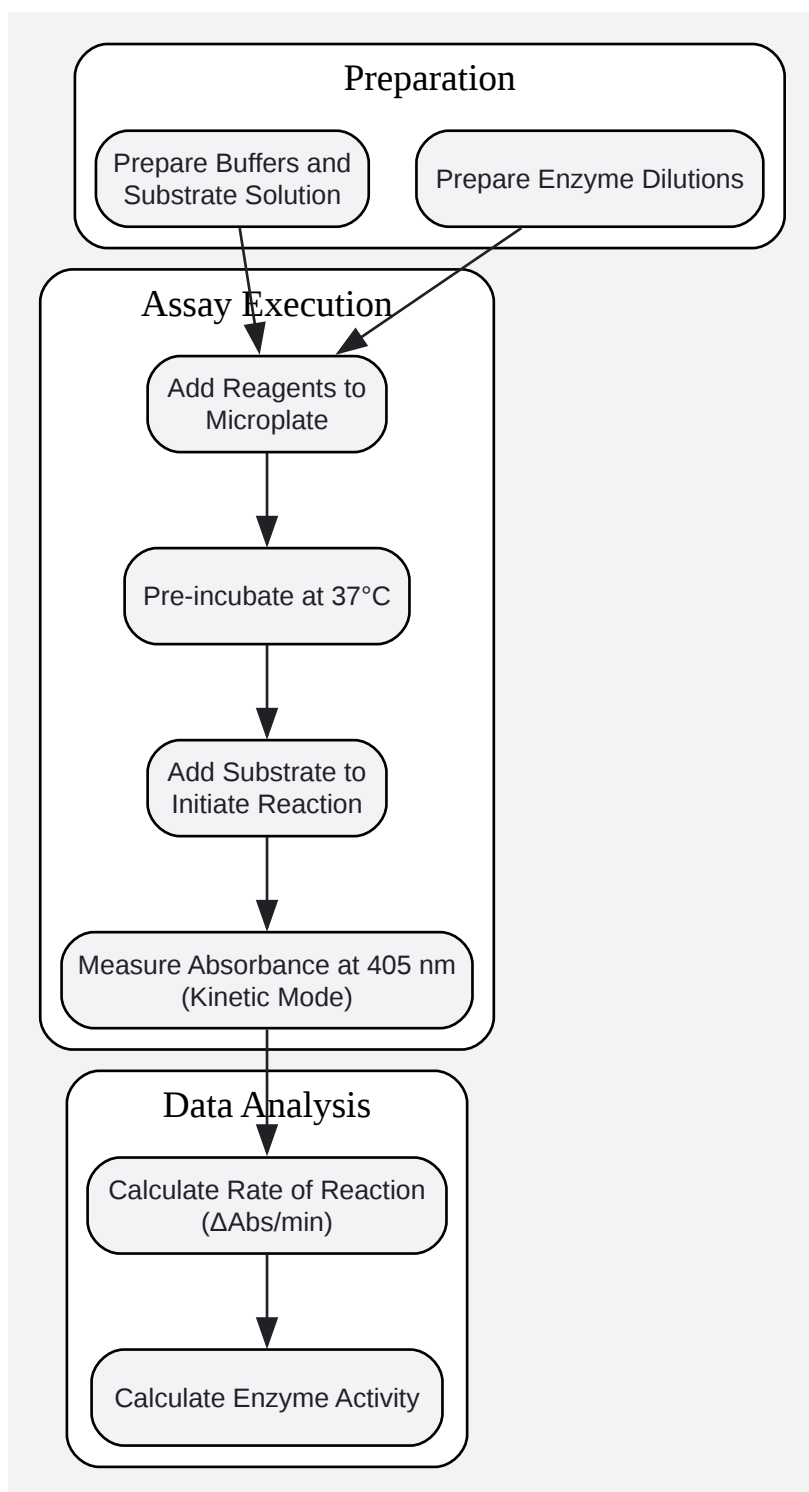 Preparation
Prepare Buffers and
Substrate Solution
Prepare Enzyme Dilutions
Assay Execution
Add Reagents to
Microplate
Pre-incubate at 37°C
Add Substrate to
Initiate Reaction
Measure Absorbance at 405 nm
(Kinetic Mode)
Data Analysis
Calculate Rate of Reaction
(ΔAbs/min)
Calculate Enzyme Activity